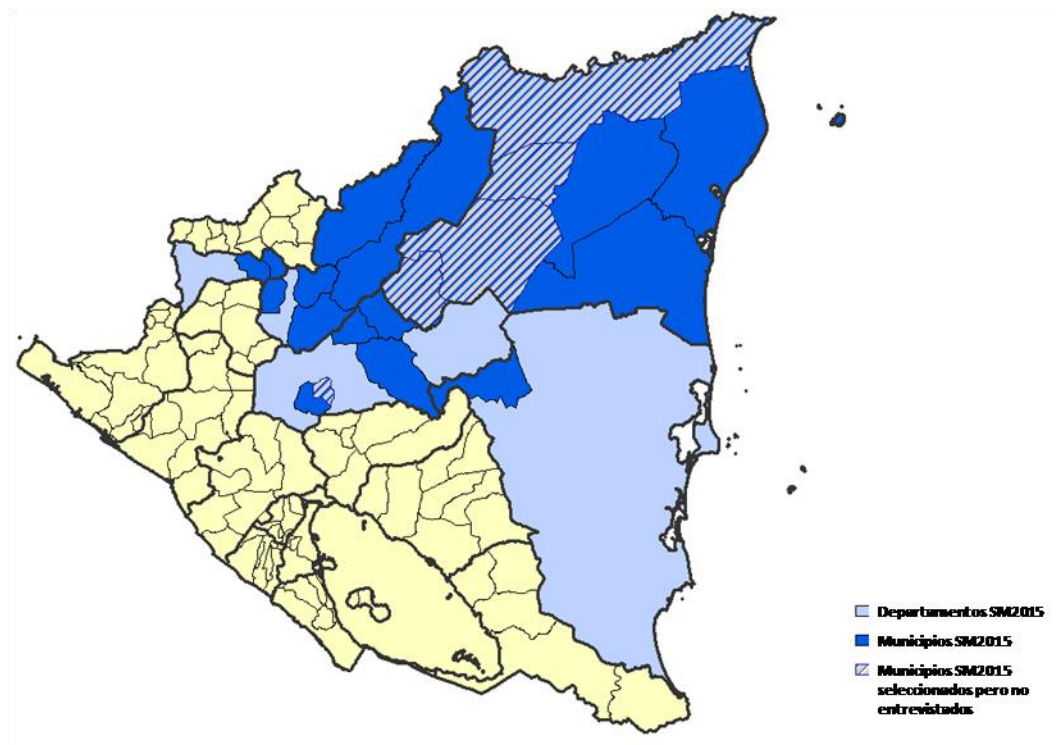 Departamentos SM2015
Municipios SM2015
Municipios SM2015
seleccionados pero no
entrevistados